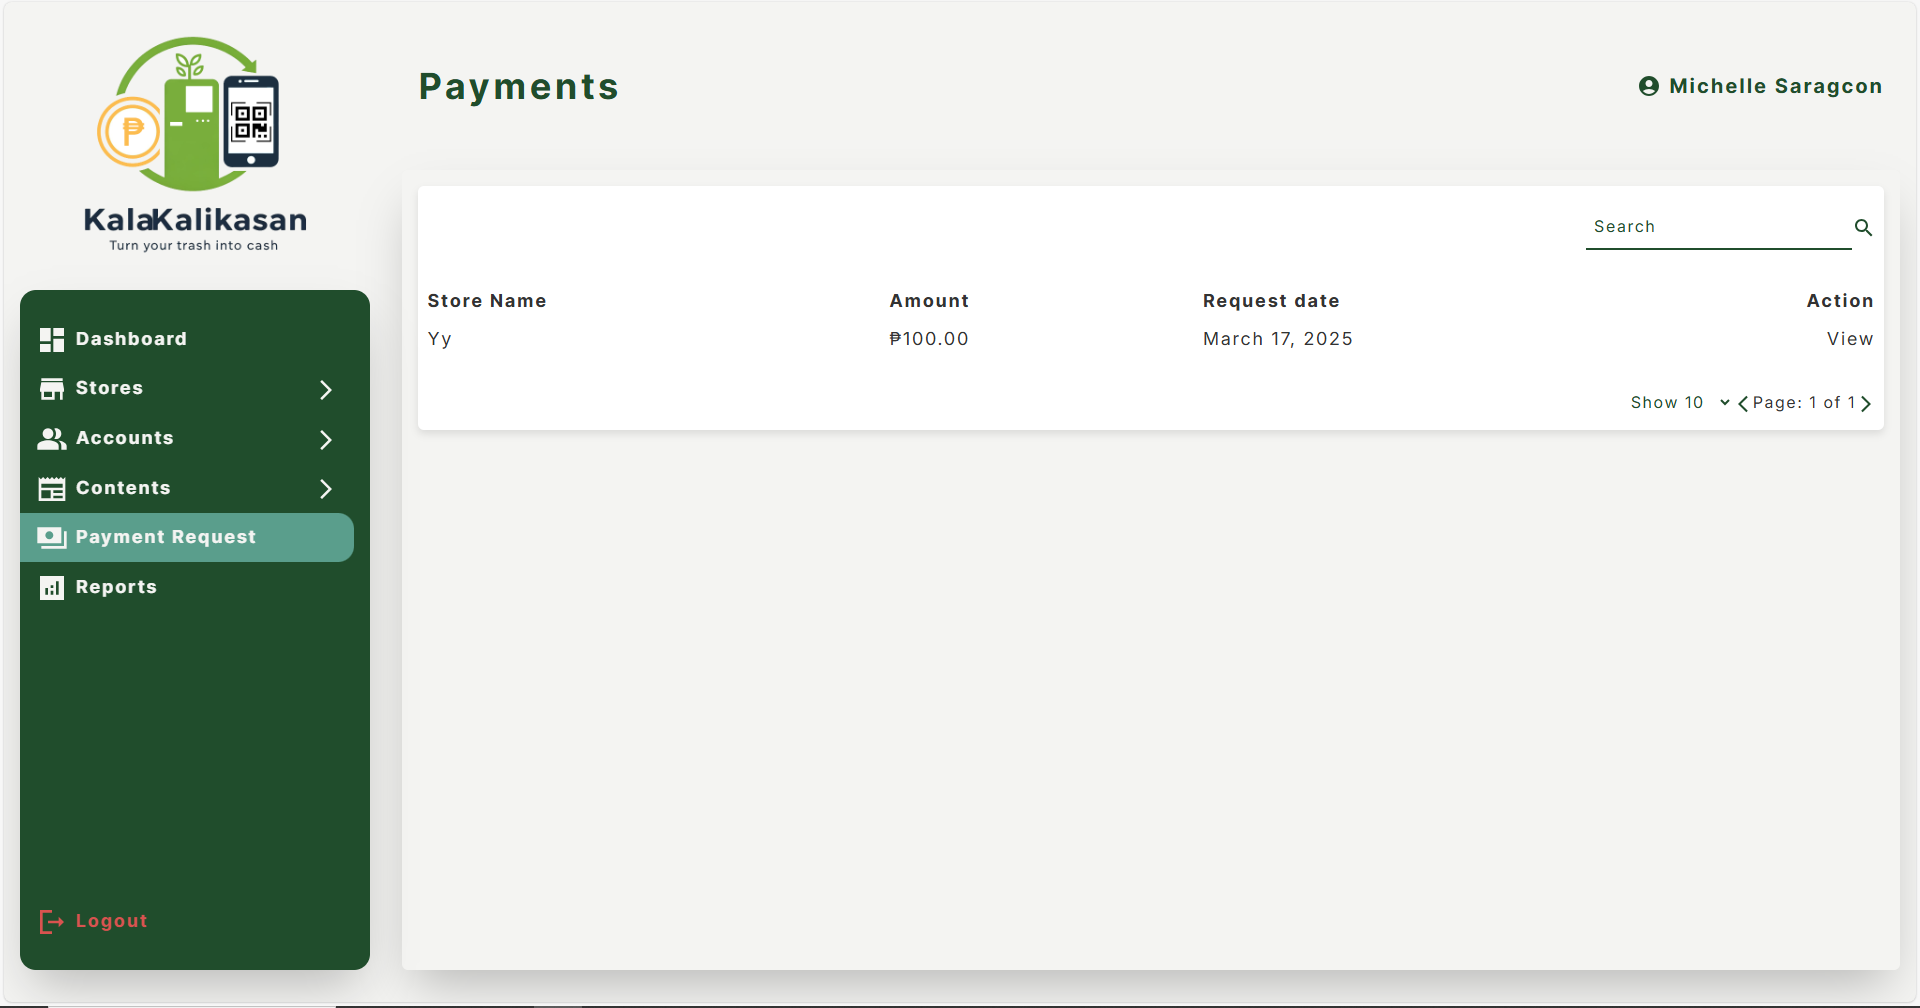 KalaKalikasan
Turn your trash into cash
Dashboard
Stores
Accounts
Contents
Payment Request
Reports
Logout
Payments
Michelle Saragcon
Search
Store Name Amount Request date Action
Yy ₱100.00 March 17, 2025 View
Show 10 Page: 1 of 1